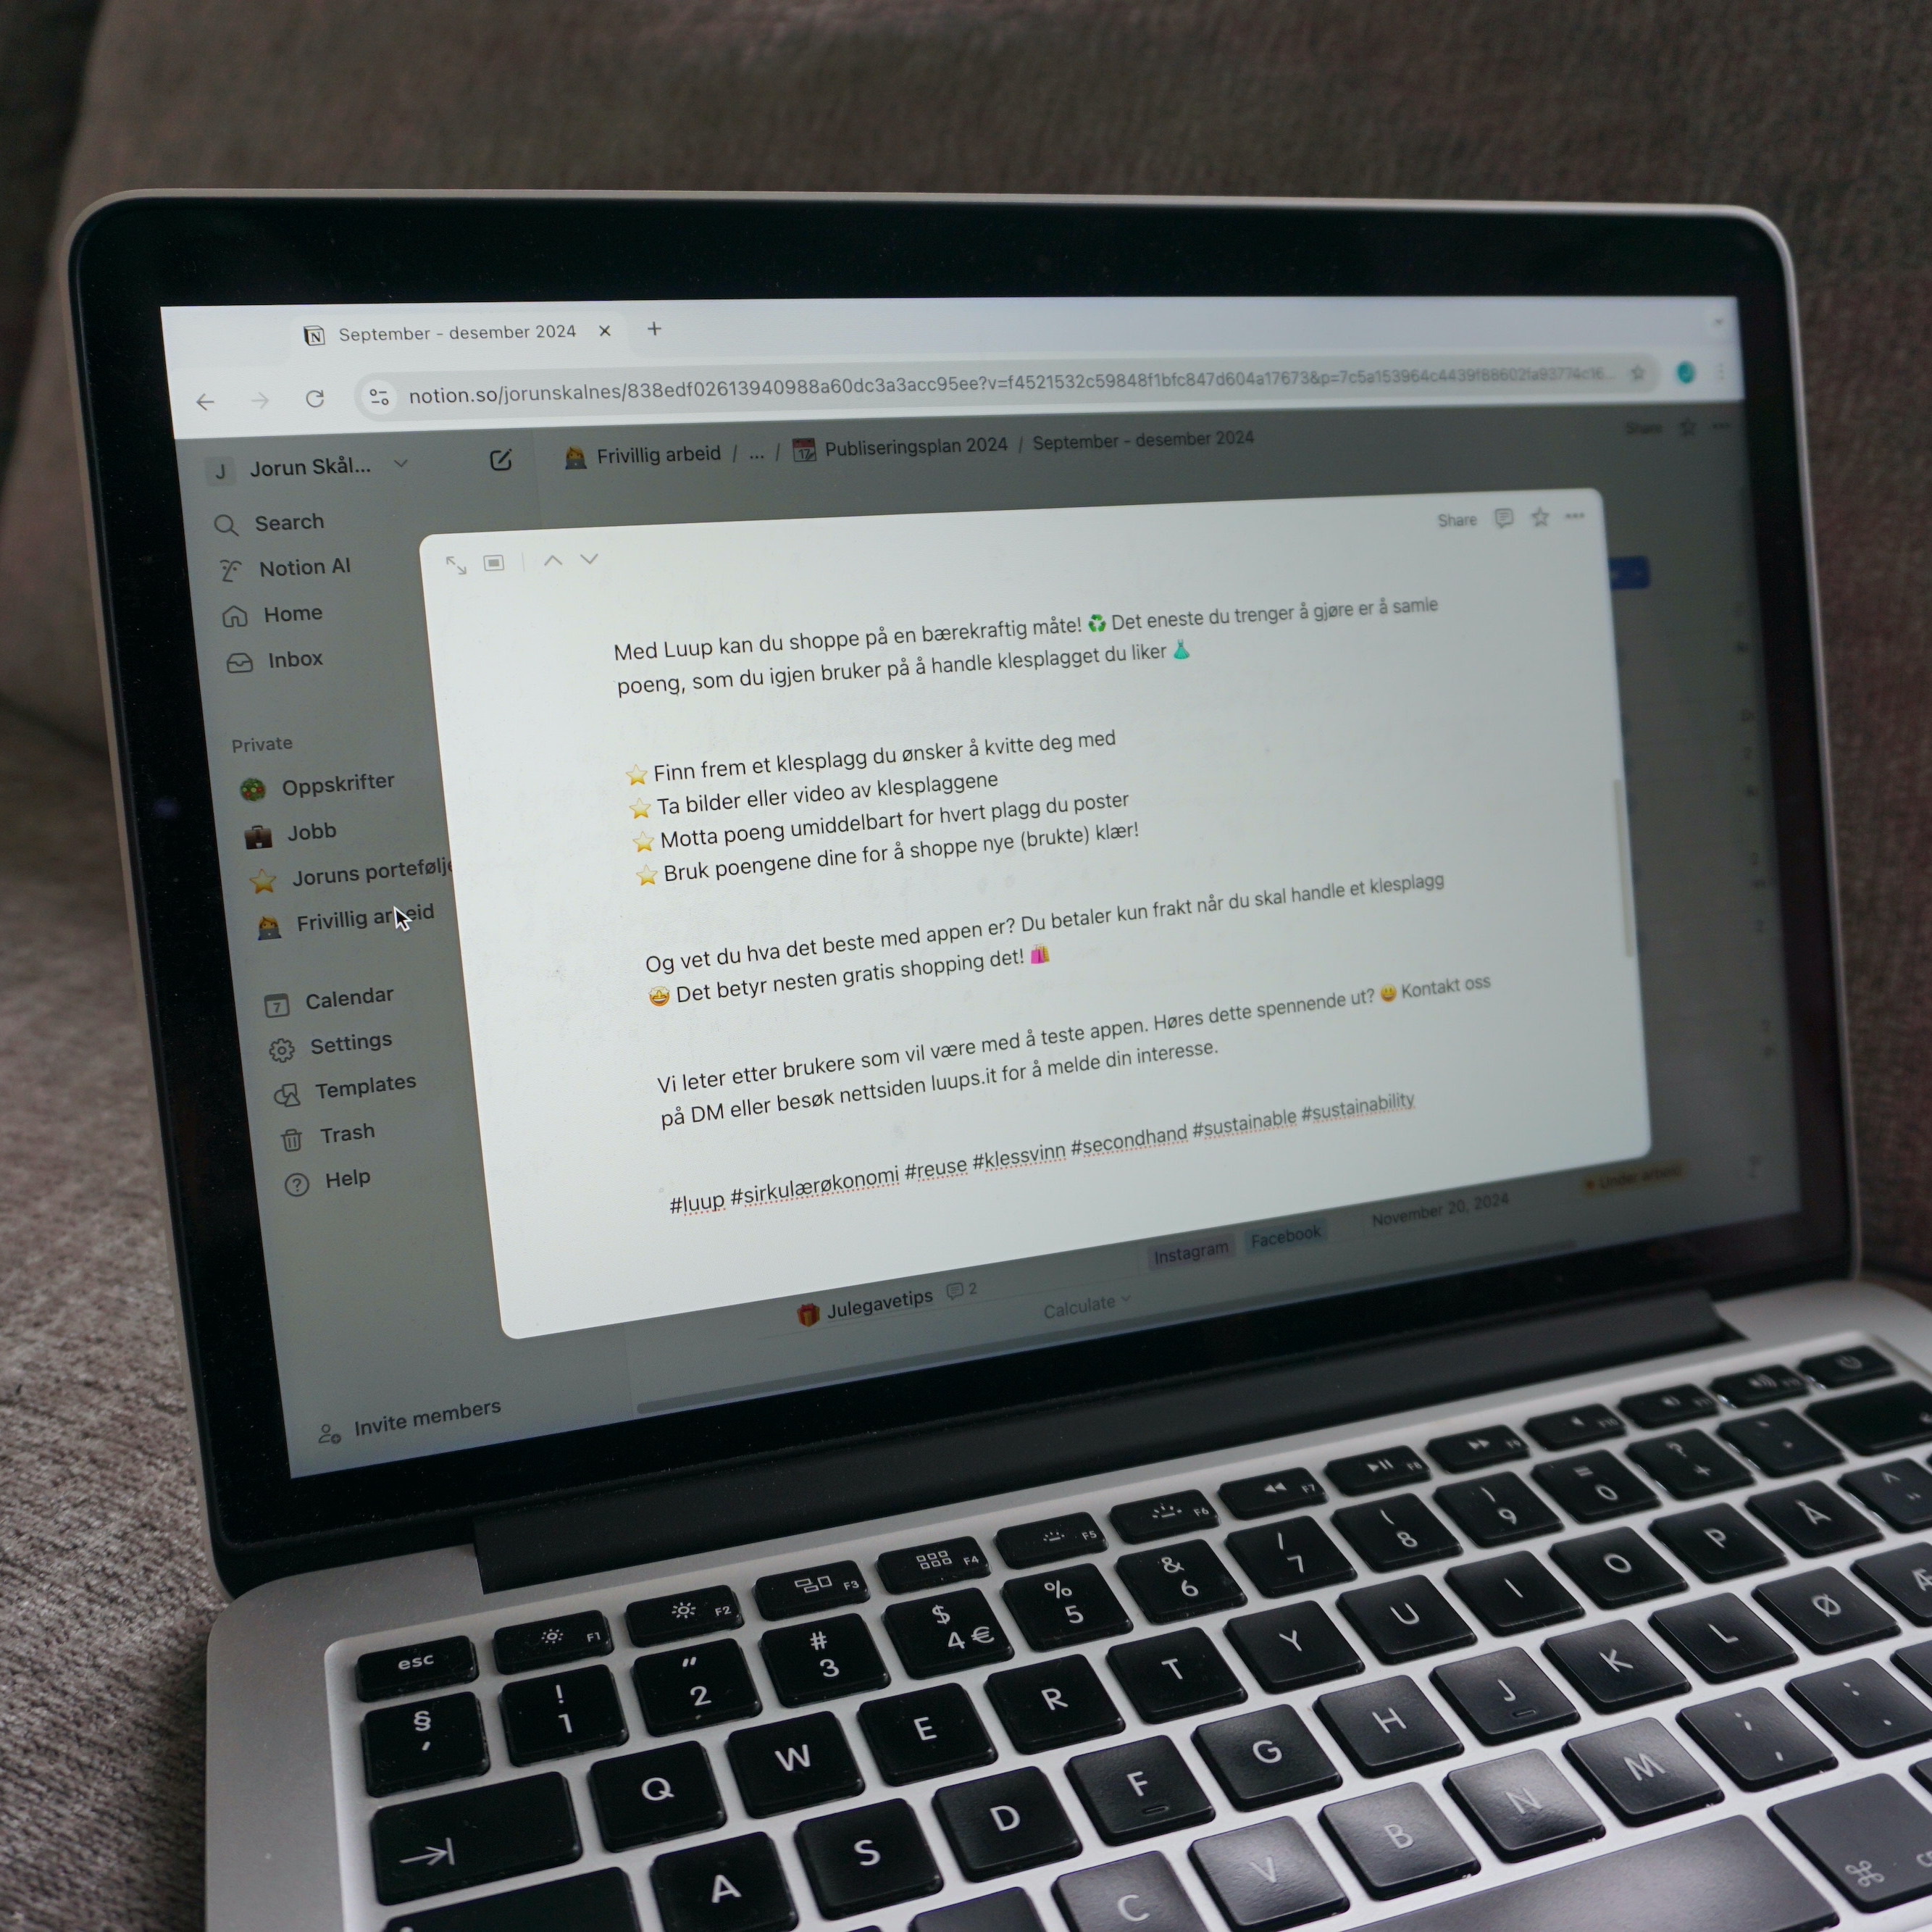 September - desember 2024
notion.so/jorunskalnes/838edf02613940988a60dc3a3acc95ee?v=f4521532c59848f1bfc847d604a17673&p=7c5a153964c4439f88602fa93774c16...
J Jorun Skål...
Frivillig arbeid / ... / Publiseringsplan 2024 / September - desember 2024
Share
Search
Notion AI
Home
Inbox
Private
Oppskrifter
Jobb
Joruns portefølje
Frivillig arbeid
Calendar
Settings
Templates
Trash
Help
Invite members
Share
Med Luup kan du shoppe på en bærekraftig måte! ♻️ Det eneste du trenger å gjøre er å samle
poeng, som du igjen bruker på å handle klesplagget du liker 👗
⭐ Finn frem et klesplagg du ønsker å kvitte deg med
⭐ Ta bilder eller video av klesplaggene
⭐ Motta poeng umiddelbart for hvert plagg du poster
⭐ Bruk poengene dine for å shoppe nye (brukte) klær!
Og vet du hva det beste med appen er? Du betaler kun frakt når du skal handle et klesplagg
🤩 Det betyr nesten gratis shopping det! 🛍️
Vi leter etter brukere som vil være med å teste appen. Høres dette spennende ut? 😃 Kontakt oss
på DM eller besøk nettsiden luups.it for å melde din interesse.
#luup #sirkulærøkonomi #reuse #klessvinn #secondhand #sustainable #sustainability
Julegavetips 2
Instagram Facebook November 20, 2024 Under arbeid
Calculate
esc F1 F2 F3 F4 F5 F6 F7 F8
§ ' ! 1 " 2 # 3 $ 4 € % 5 & 6 / 7 ( 8 ) 9 = 0 ? +
Q W E R T Y U I O P Å ^
A S D F G H J K L Ø Æ
C V B N M ; , : .
⌘